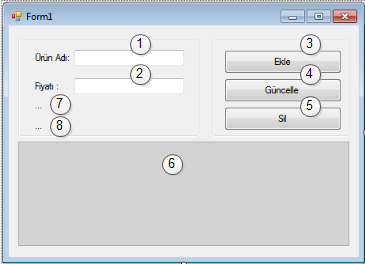 Form1
1
Ürün Adı:
2
Fiyatı :
... 7
... 8
3
Ekle
4
Güncelle
5
Sil
6